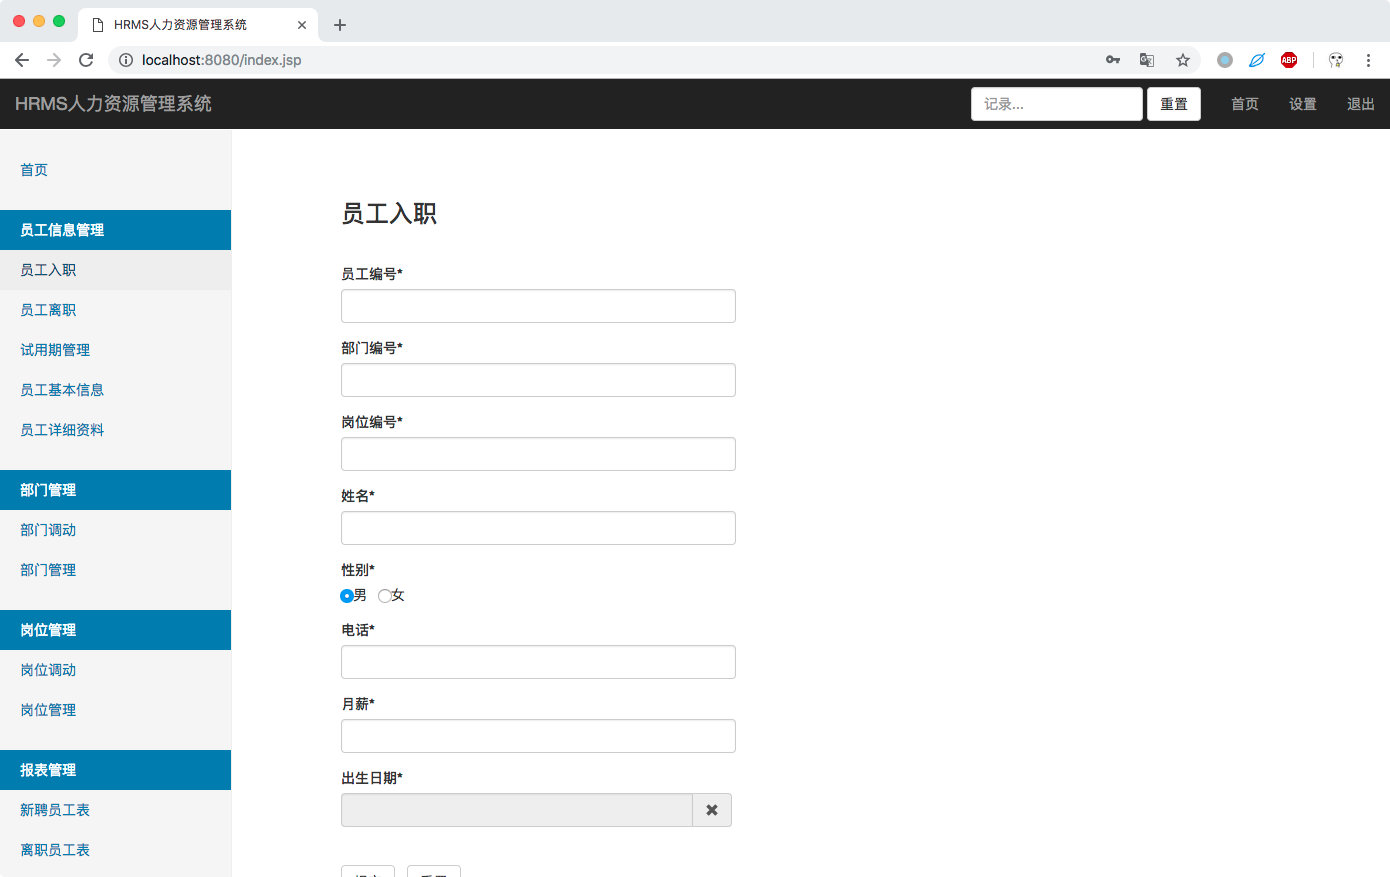 HRMS人力资源管理系统
localhost:8080/index.jsp
ABP
HRMS人力资源管理系统
记录...
重置
首页
设置
退出
首页
员工信息管理
员工入职
员工离职
试用期管理
员工基本信息
员工详细资料
部门管理
部门调动
部门管理
岗位管理
岗位调动
岗位管理
报表管理
新聘员工表
离职员工表
员工入职
员工编号*
部门编号*
岗位编号*
姓名*
性别*
男 女
电话*
月薪*
出生日期*